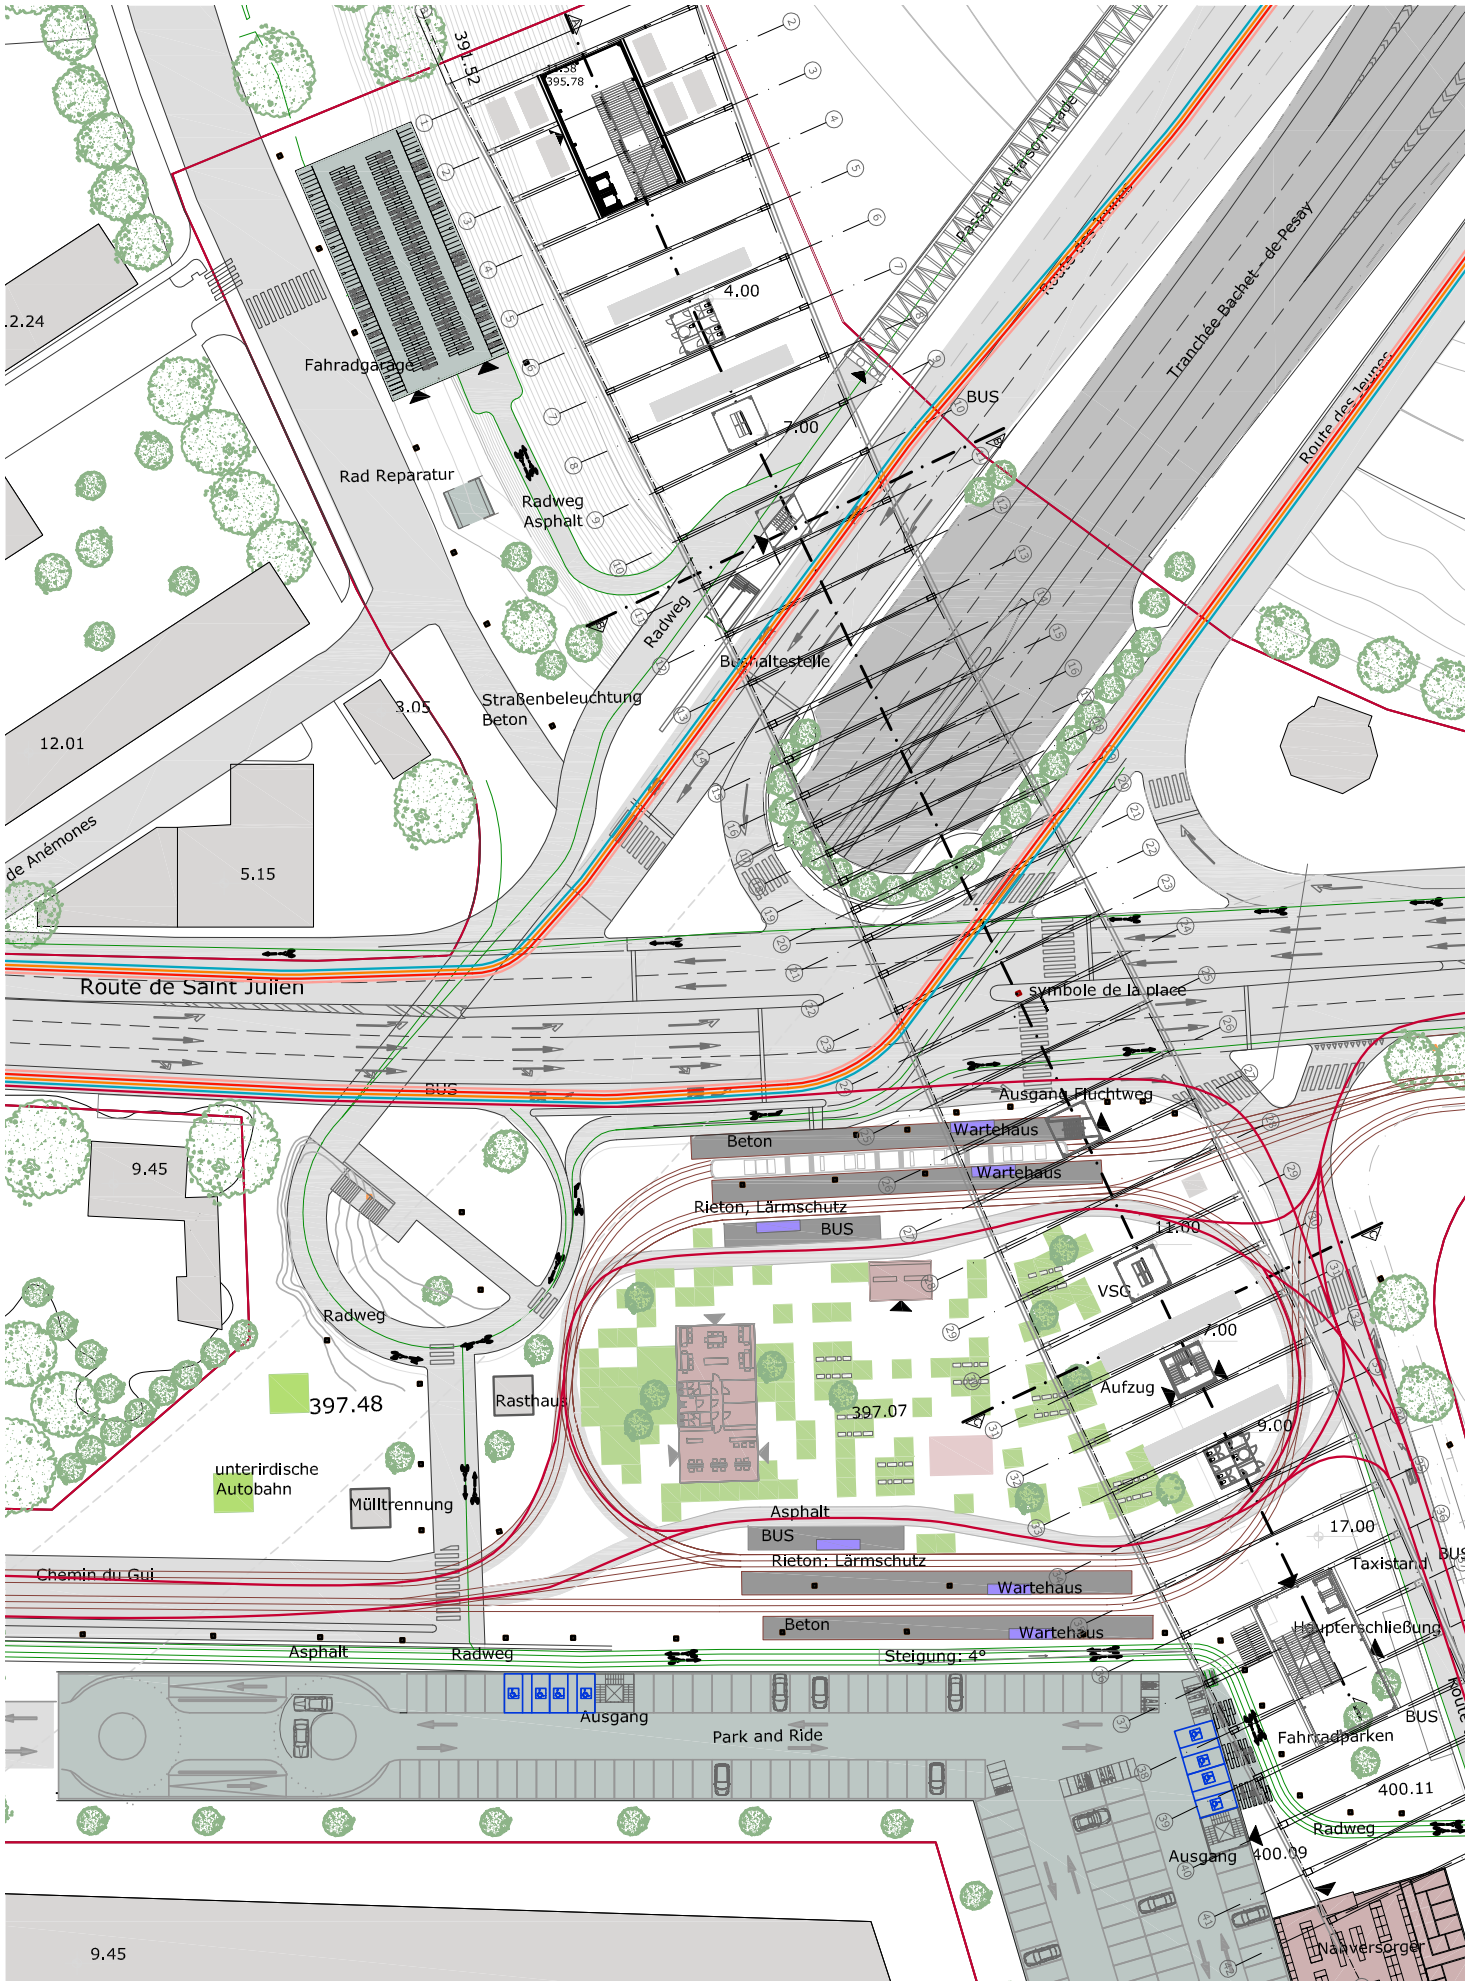 391.52
395.78
4.00
Passerelle liaison stade
Route des Jeunes
Tranchée Bachet - de Pesay
2.24
Fahradgarage
BUS
7.00
Route des Jeunes
Rad Reparatur
Radweg
Asphalt
Radweg
Bushaltestelle
Straßenbeleuchtung
Beton
3.05
12.01
de Anémones
5.15
Route de Saint Julien
symbole de la place
BUS
Ausgang Fluchtweg
Beton
Wartehaus
9.45
Wartehaus
Rieton, Lärmschutz
BUS
11.00
VSG
Radweg
7.00
397.48
Rasthaus
Aufzug
397.07
9.00
unterirdische
Autobahn
Mülltrennung
Asphalt
BUS
17.00
Rieton: Lärmschutz
Taxistand
BUS
Chemin du Gui
Wartehaus
Beton
Wartehaus
Haupterschließung
Asphalt
Radweg
Steigung: 4º
Route
Ausgang
Park and Ride
BUS
Fahrradparken
400.11
Radweg
Ausgang
400.09
9.45
Nahversorger